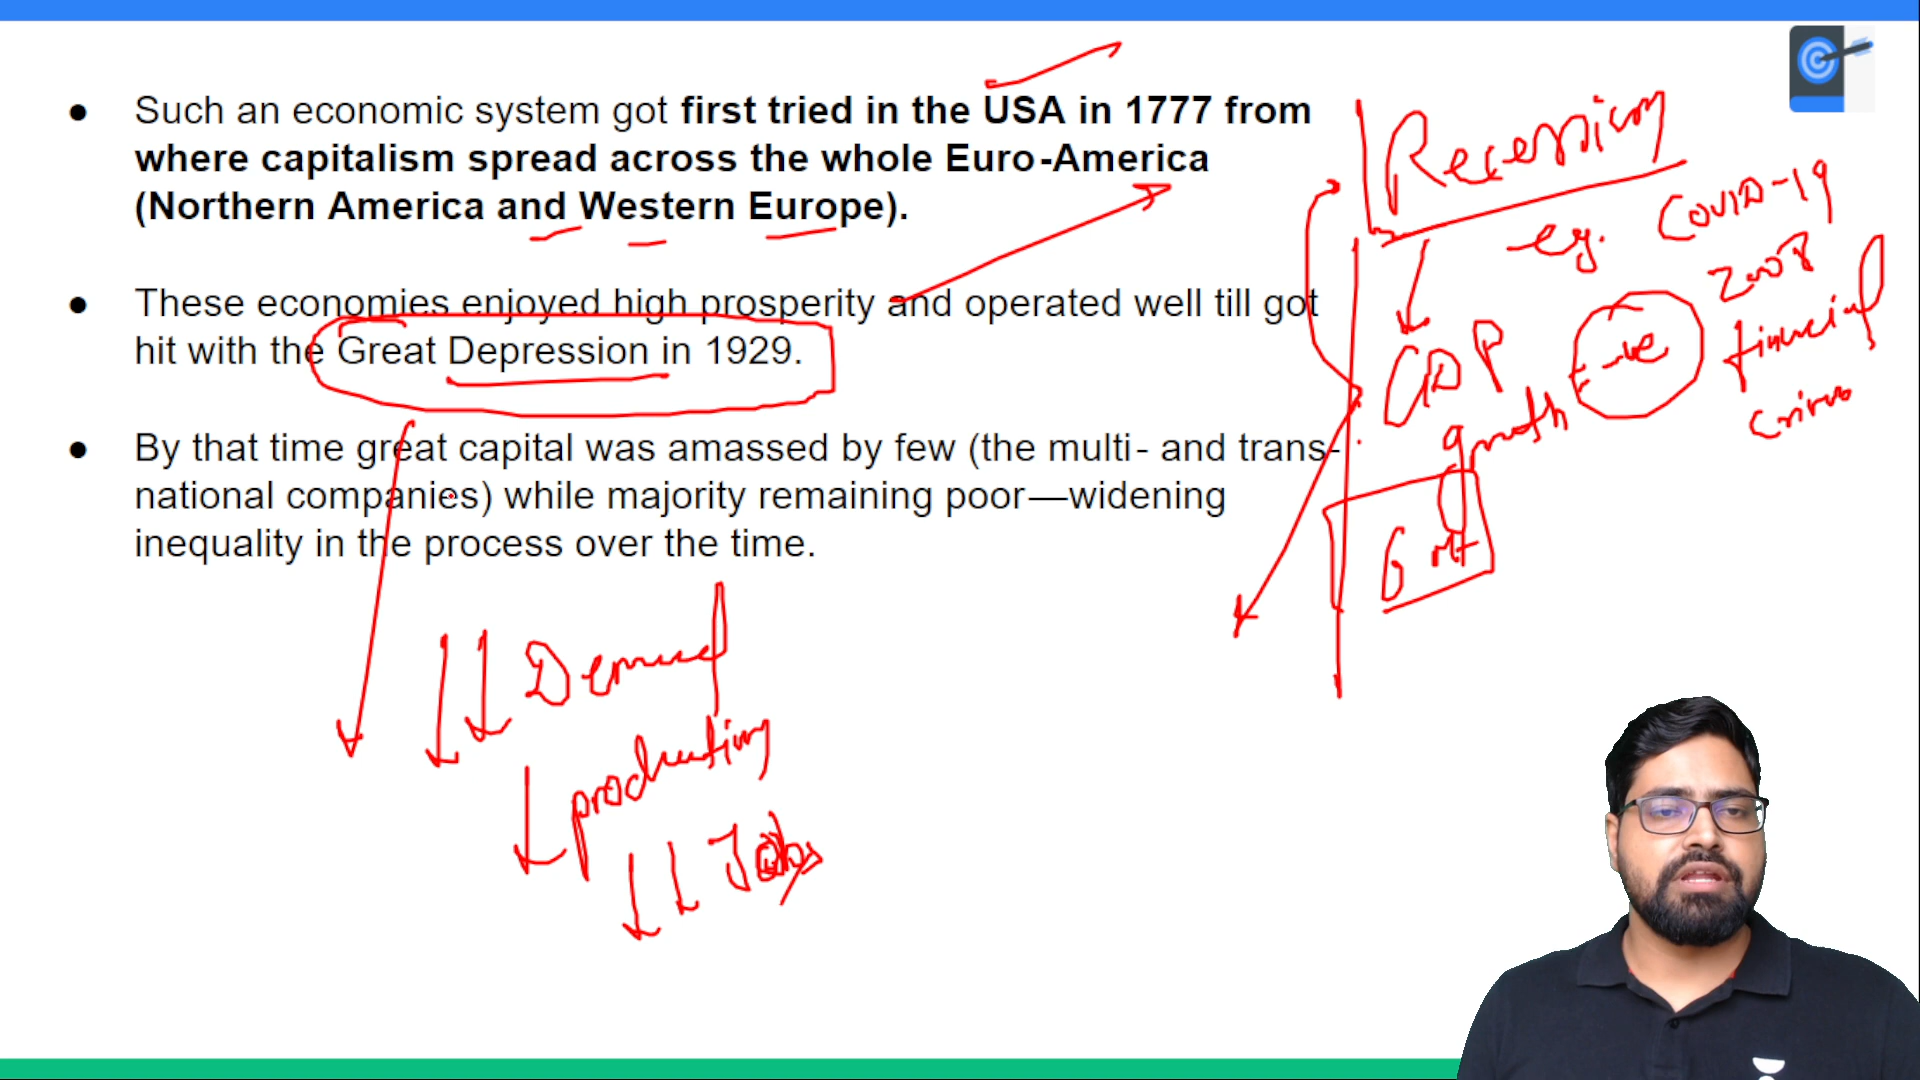 ● Such an economic system got first tried in the USA in 1777 from
where capitalism spread across the whole Euro-America
(Northern America and Western Europe).
● These economies enjoyed high prosperity and operated well till got
hit with the Great Depression in 1929.
● By that time great capital was amassed by few (the multi- and trans-
national companies) while majority remaining poor—widening
inequality in the process over the time.
Recession
eg. COVID-19
2008
financial
crisis
GDP
growth
-ve
6 mt
Demand
production
Jobs